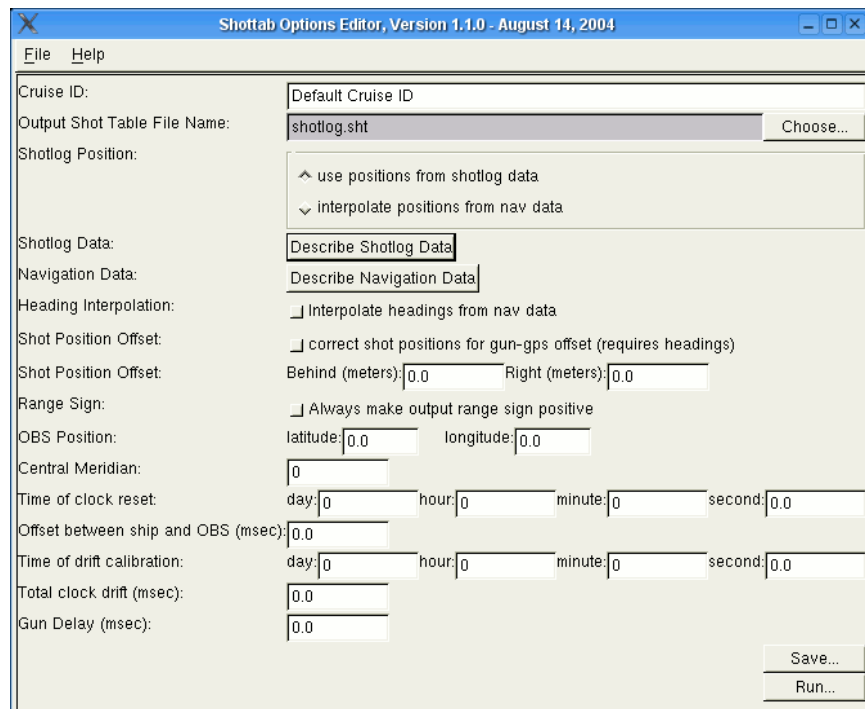 Shottab Options Editor, Version 1.1.0 - August 14, 2004
File Help
Cruise ID: Default Cruise ID
Output Shot Table File Name: shotlog.sht Choose...
Shotlog Position:
use positions from shotlog data
interpolate positions from nav data
Shotlog Data: Describe Shotlog Data
Navigation Data: Describe Navigation Data
Heading Interpolation: Interpolate headings from nav data
Shot Position Offset: correct shot positions for gun-gps offset (requires headings)
Shot Position Offset: Behind (meters): 0.0 Right (meters): 0.0
Range Sign: Always make output range sign positive
OBS Position: latitude: 0.0 longitude: 0.0
Central Meridian: 0
Time of clock reset: day: 0 hour: 0 minute: 0 second: 0.0
Offset between ship and OBS (msec): 0.0
Time of drift calibration: day: 0 hour: 0 minute: 0 second: 0.0
Total clock drift (msec): 0.0
Gun Delay (msec): 0.0
Save...
Run...